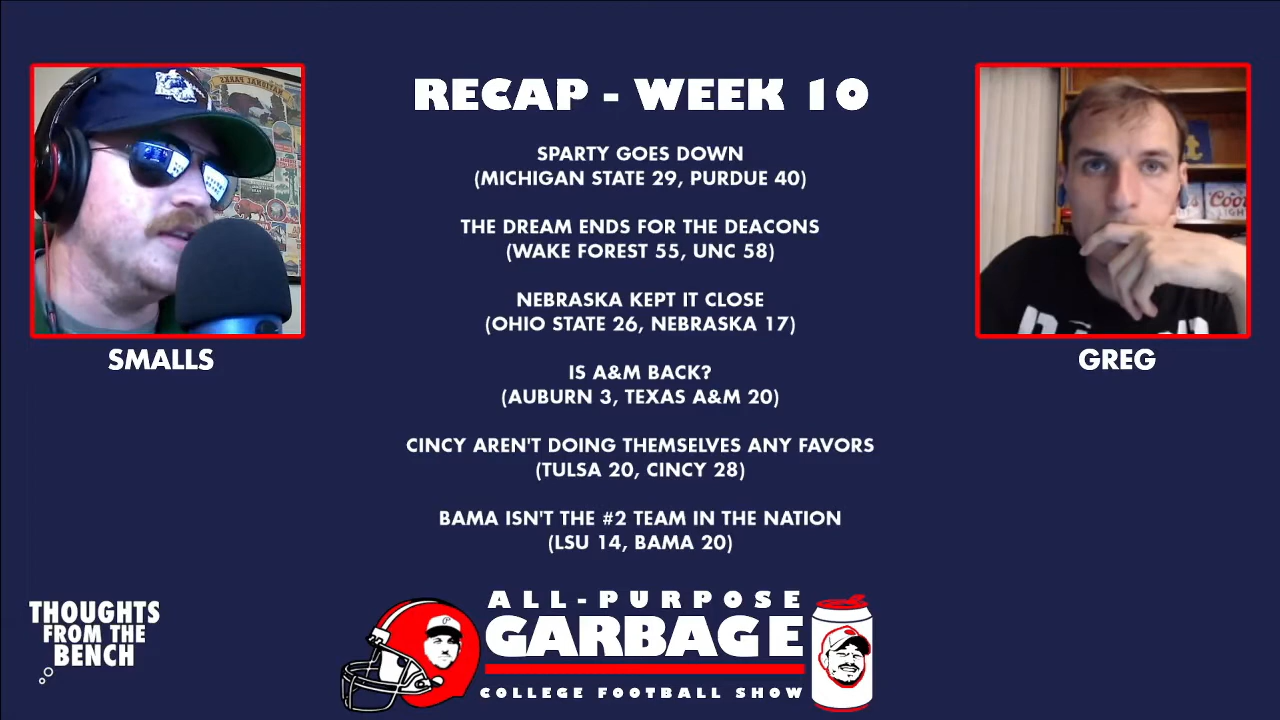 RECAP - WEEK 10
SPARTY GOES DOWN
(MICHIGAN STATE 29, PURDUE 40)
THE DREAM ENDS FOR THE DEACONS
(WAKE FOREST 55, UNC 58)
NEBRASKA KEPT IT CLOSE
(OHIO STATE 26, NEBRASKA 17)
IS A&M BACK?
(AUBURN 3, TEXAS A&M 20)
CINCY AREN'T DOING THEMSELVES ANY FAVORS
(TULSA 20, CINCY 28)
BAMA ISN'T THE #2 TEAM IN THE NATION
(LSU 14, BAMA 20)
SMALLS
GREG
THOUGHTS
FROM THE
BENCH
ALL-PURPOSE
GARBAGE
COLLEGE FOOTBALL SHOW